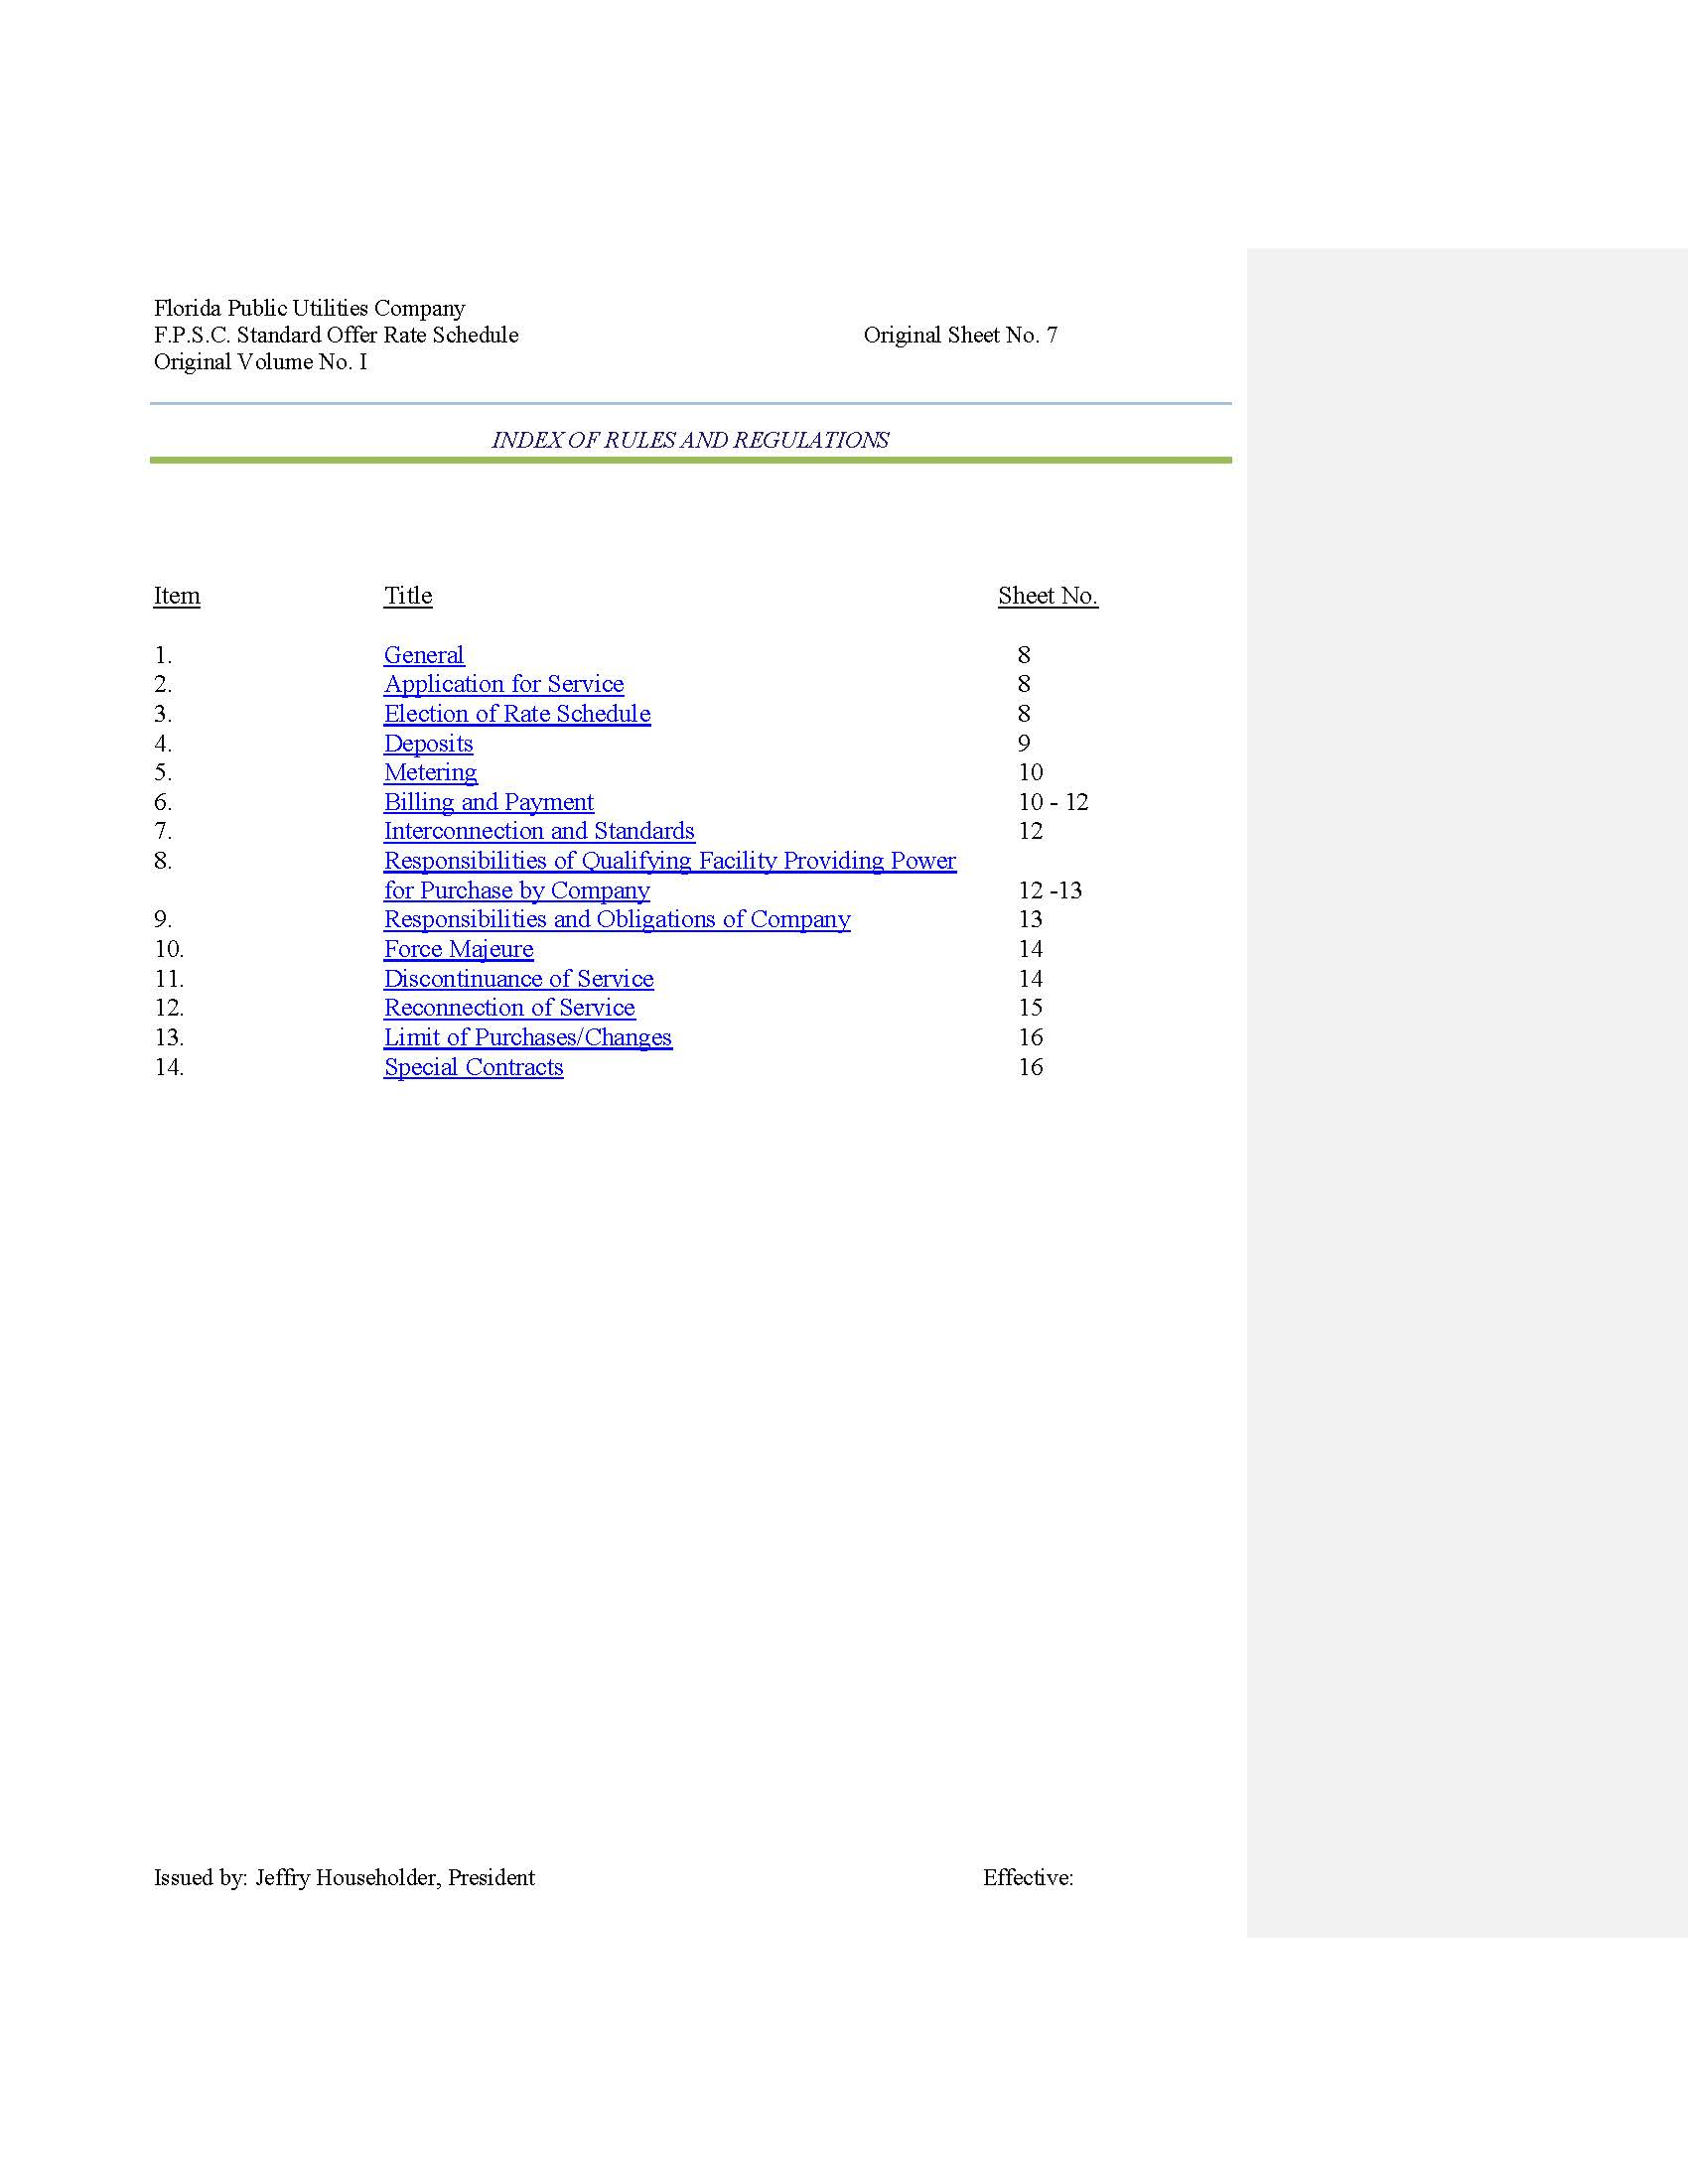 Florida Public Utilities Company
F.P.S.C. Standard Offer Rate Schedule Original Sheet No. 7
Original Volume No. I
INDEX OF RULES AND REGULATIONS
Item Title Sheet No.
1. General 8
2. Application for Service 8
3. Election of Rate Schedule 8
4. Deposits 9
5. Metering 10
6. Billing and Payment 10 - 12
7. Interconnection and Standards 12
8. Responsibilities of Qualifying Facility Providing Power
for Purchase by Company 12 -13
9. Responsibilities and Obligations of Company 13
10. Force Majeure 14
11. Discontinuance of Service 14
12. Reconnection of Service 15
13. Limit of Purchases/Changes 16
14. Special Contracts 16
Issued by: Jeffry Householder, President Effective: